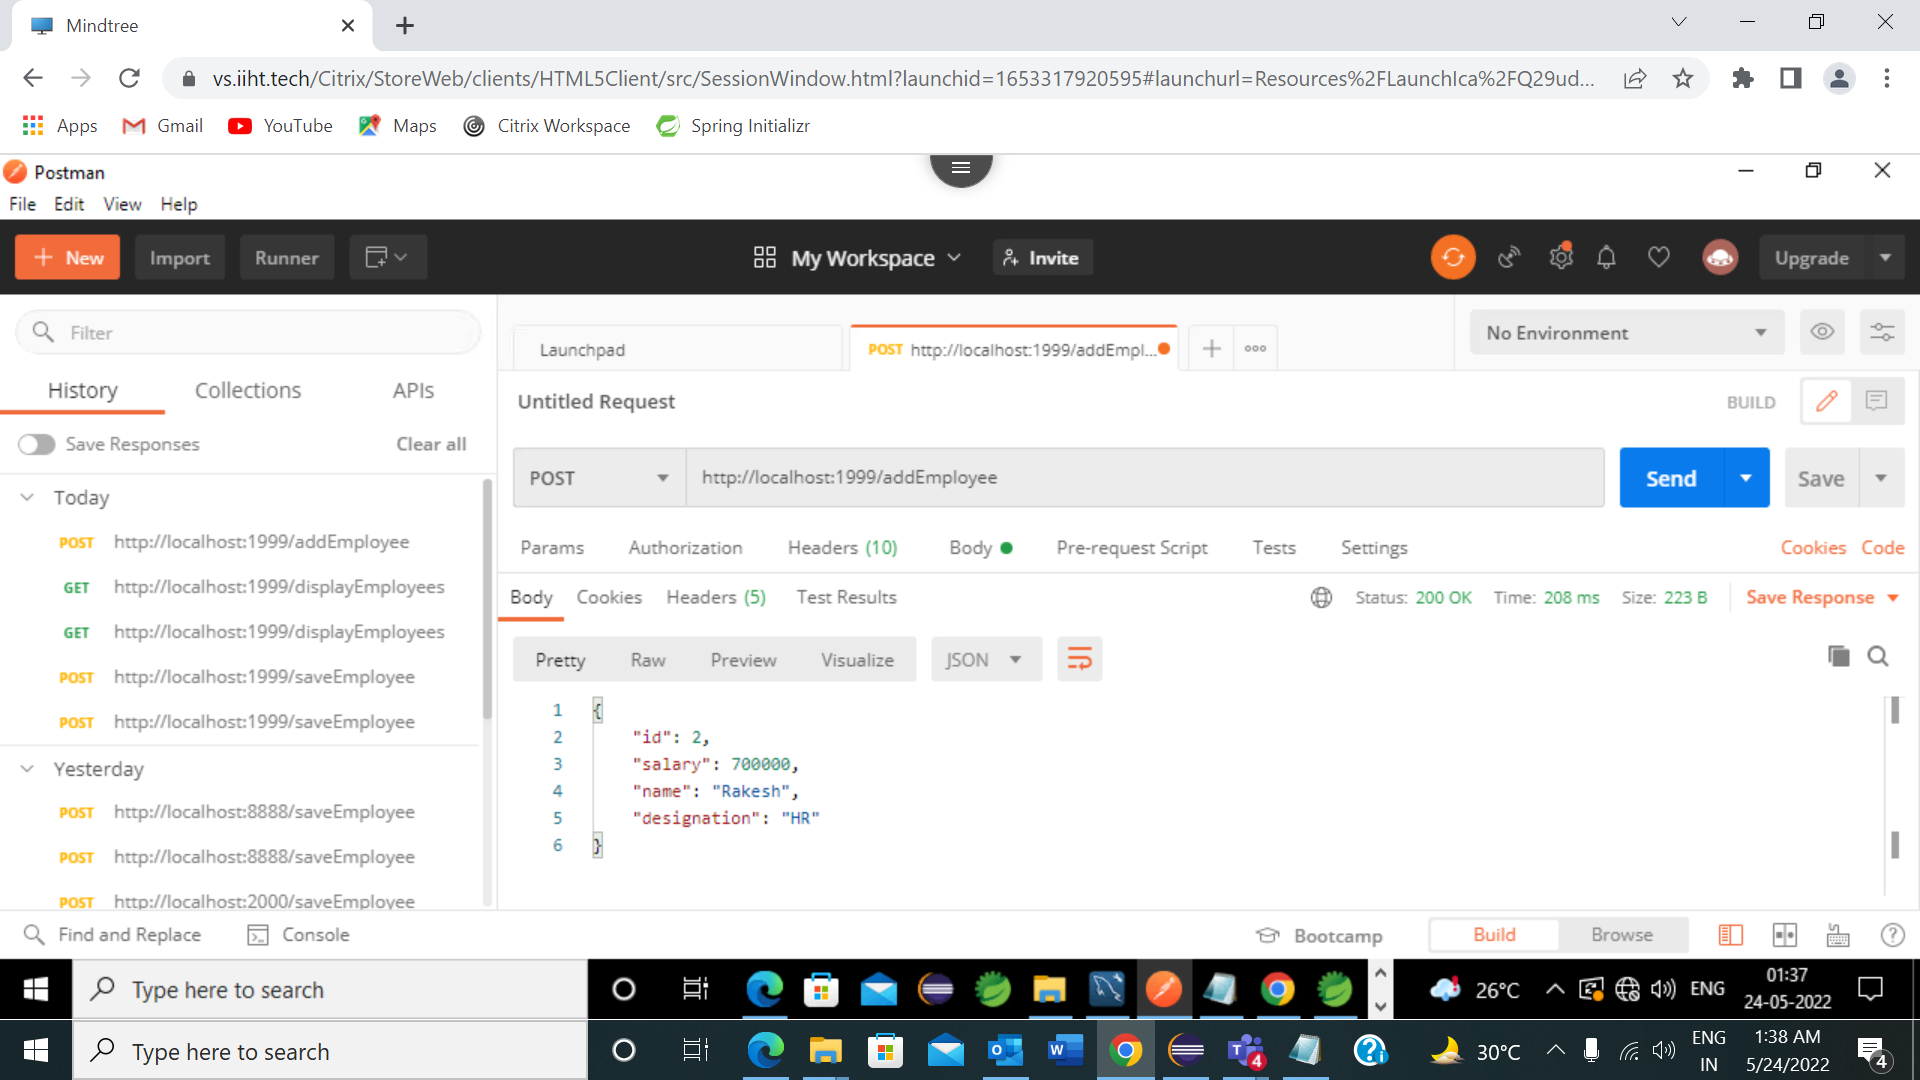 Mindtree
vs.iiht.tech/Citrix/StoreWeb/clients/HTML5Client/src/SessionWindow.html?launchid=1653317920595#launchurl=Resources%2FLaunchIca%2FQ29ud...
Apps Gmail YouTube Maps Citrix Workspace Spring Initializr
Postman
File Edit View Help
New Import Runner My Workspace Invite Upgrade
Filter
No Environment
Launchpad POST http://localhost:1999/addEmpl...
History Collections APIs
Untitled Request BUILD
Save Responses Clear all
POST http://localhost:1999/addEmployee Send Save
Today
POST http://localhost:1999/addEmployee
GET http://localhost:1999/displayEmployees
GET http://localhost:1999/displayEmployees
POST http://localhost:1999/saveEmployee
POST http://localhost:1999/saveEmployee
Yesterday
POST http://localhost:8888/saveEmployee
POST http://localhost:8888/saveEmployee
POST http://localhost:2000/saveEmployee
Params Authorization Headers (10) Body Pre-request Script Tests Settings Cookies Code
Body Cookies Headers (5) Test Results Status: 200 OK Time: 208 ms Size: 223 B Save Response
Pretty Raw Preview Visualize JSON
1 {
2 "id": 2,
3 "salary": 700000,
4 "name": "Rakesh",
5 "designation": "HR"
6 }
Find and Replace Console Bootcamp Build Browse
Type here to search 26°C ENG 01:37
24-05-2022
Type here to search 30°C ENG IN 1:38 AM
5/24/2022
4
4